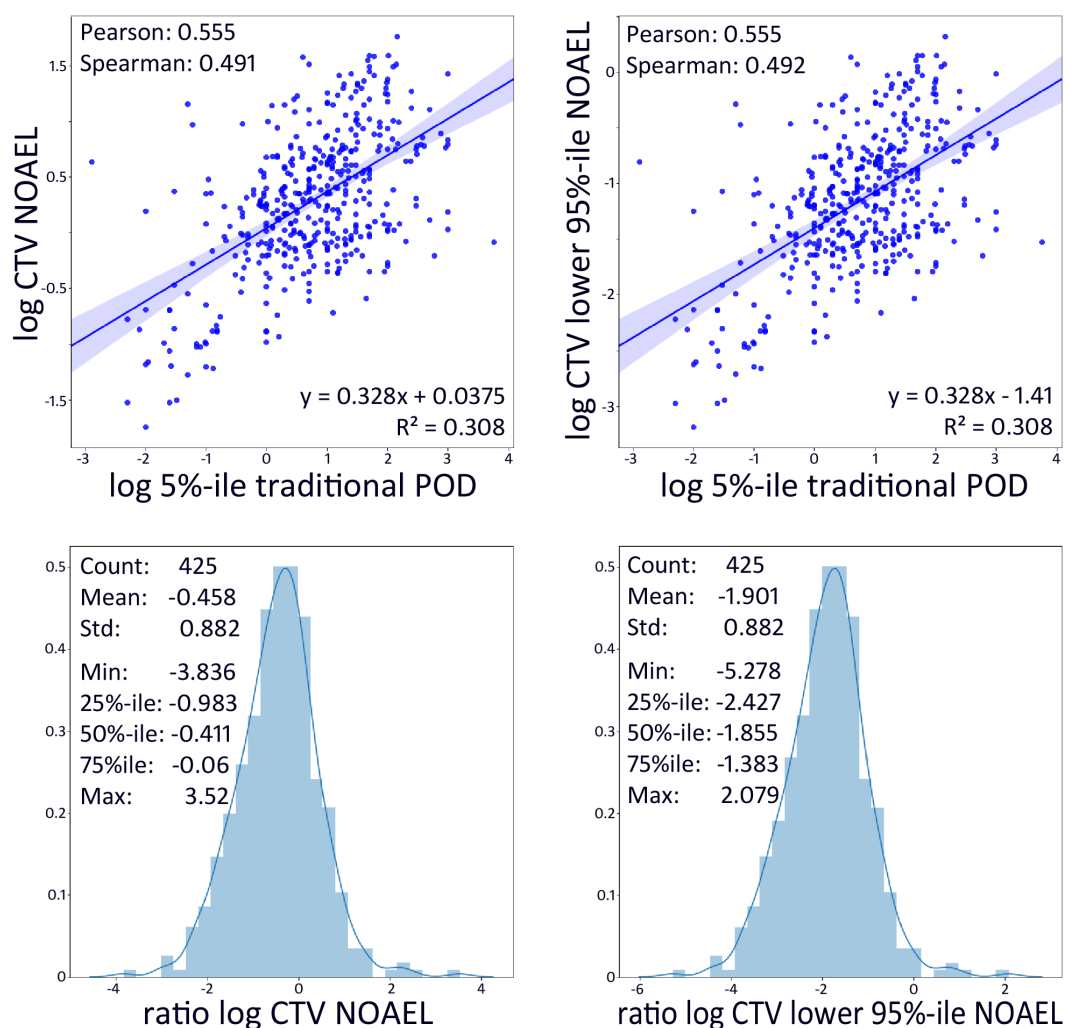 Pearson: 0.555
Spearman: 0.491
1.5
0.5
-0.5
-1.5
log CTV NOAEL
y = 0.328x + 0.0375
R² = 0.308
-3 -2 -1 0 1 2 3 4
log 5%-ile traditional POD
Pearson: 0.555
Spearman: 0.492
0
-1
-2
-3
log CTV lower 95%-ile NOAEL
y = 0.328x - 1.41
R² = 0.308
-3 -2 -1 0 1 2 3 4
log 5%-ile traditional POD
0.5
0.4
0.3
0.2
0.1
0
Count: 425
Mean: -0.458
Std: 0.882
Min: -3.836
25%-ile: -0.983
50%-ile: -0.411
75%ile: -0.06
Max: 3.52
-4 -2 0 2 4
ratio log CTV NOAEL
0.5
0.4
0.3
0.2
0.1
0
Count: 425
Mean: -1.901
Std: 0.882
Min: -5.278
25%-ile: -2.427
50%-ile: -1.855
75%ile: -1.383
Max: 2.079
-6 -4 -2 0 2
ratio log CTV lower 95%-ile NOAEL